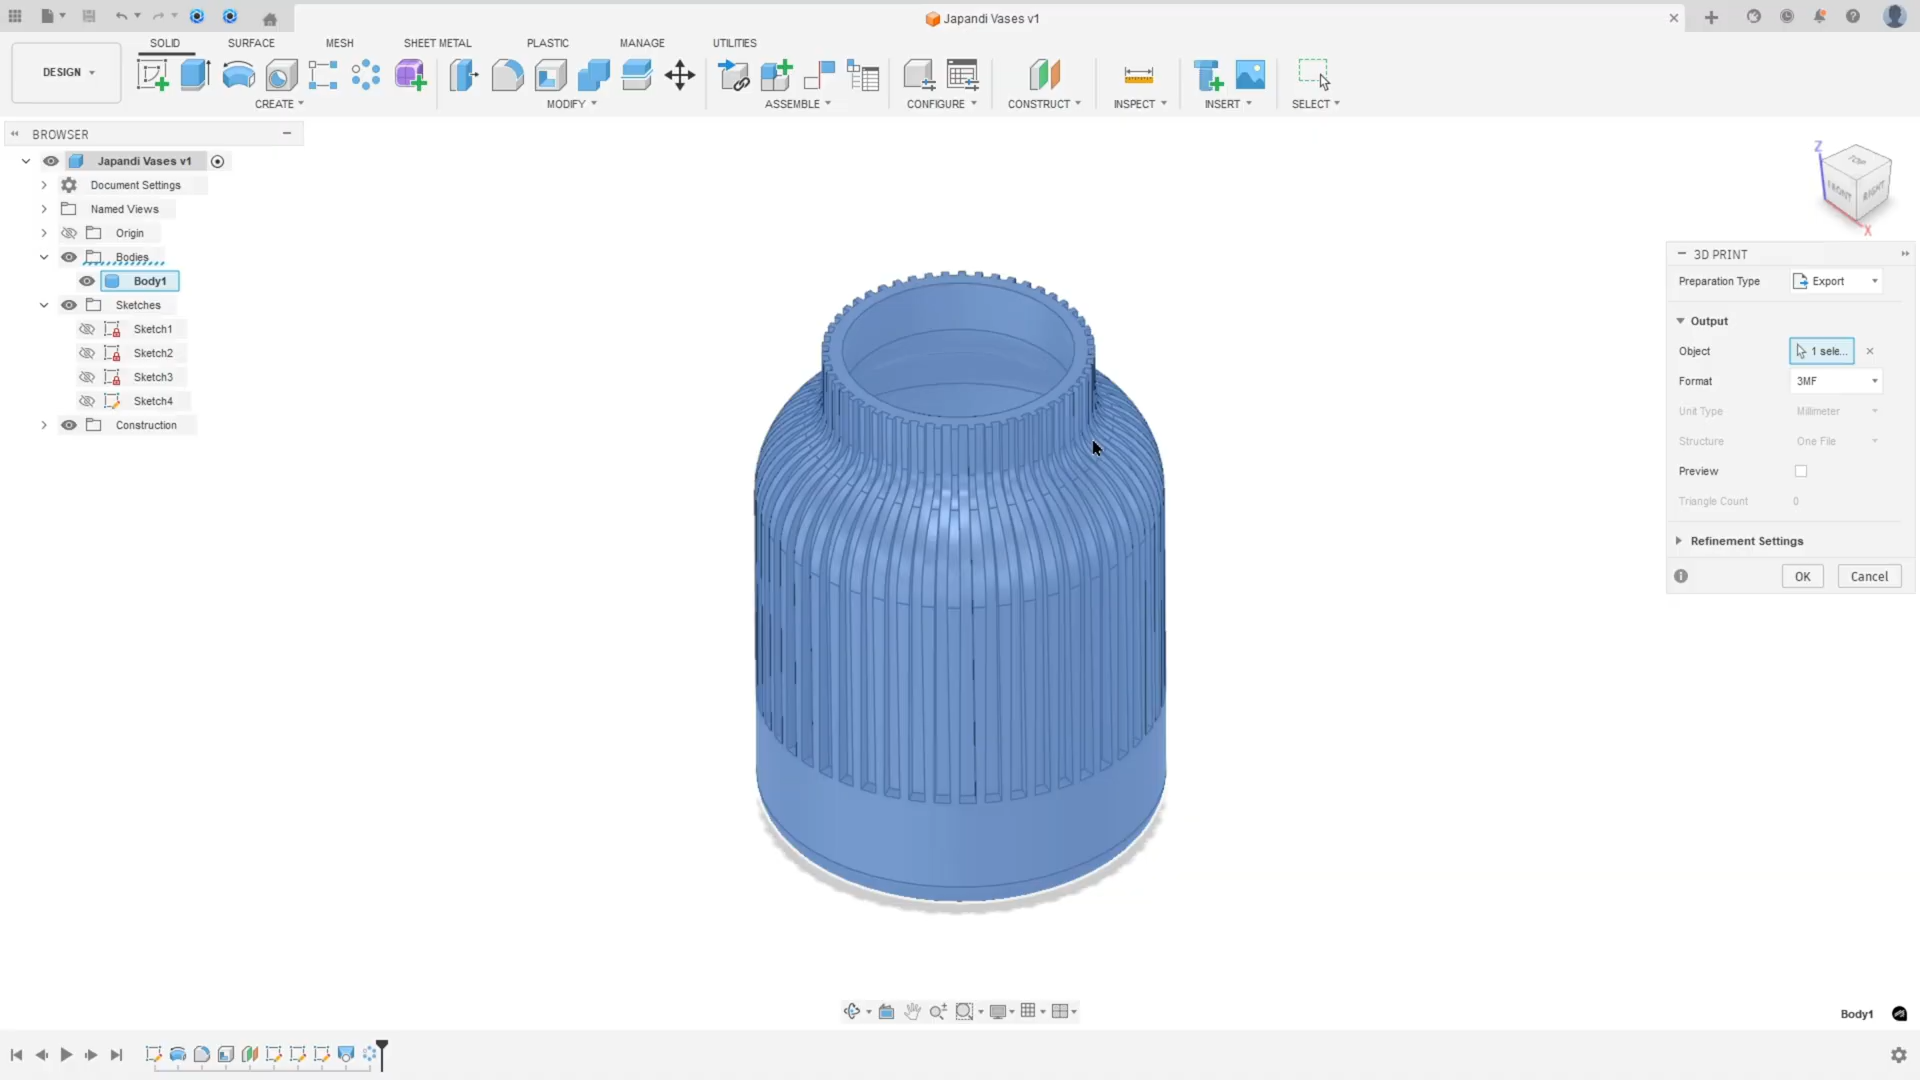 Japandi Vases v1
SOLID SURFACE MESH SHEET METAL PLASTIC MANAGE UTILITIES
DESIGN
CREATE MODIFY ASSEMBLE CONFIGURE CONSTRUCT INSPECT INSERT SELECT
BROWSER
Japandi Vases v1
Document Settings
Named Views
Origin
Bodies
Body1
Sketches
Sketch1
Sketch2
Sketch3
Sketch4
Construction
Z
TOP
FRONT RIGHT
X
3D PRINT
Preparation Type Export
Output
Object 1 sele...
Format 3MF
Unit Type Millimeter
Structure One File
Preview
Triangle Count 0
Refinement Settings
OK Cancel
Body1